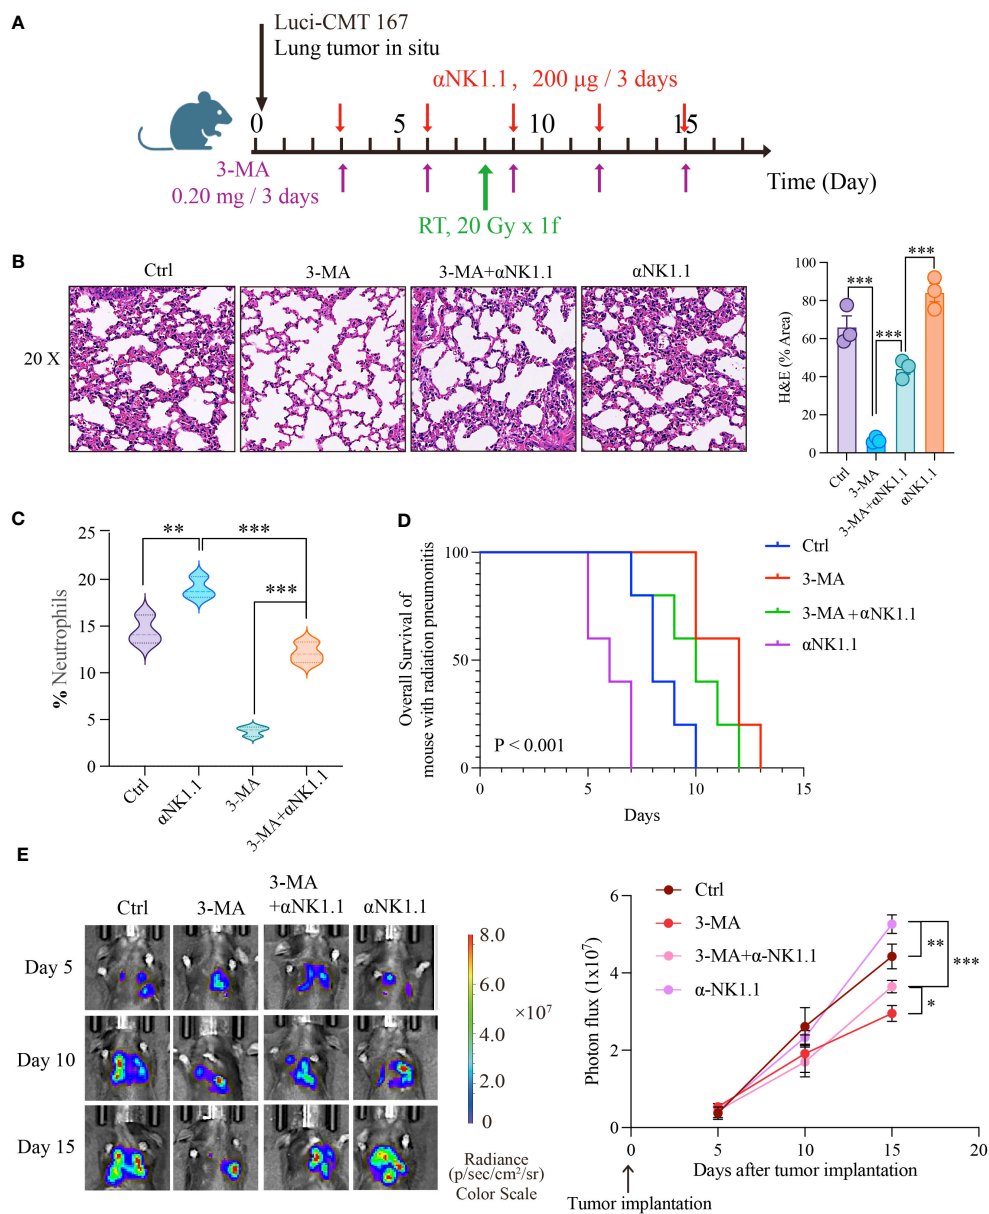 A
Luci-CMT 167
Lung tumor in situ
αNK1.1, 200 μg / 3 days
0 5 10 15
3-MA
0.20 mg / 3 days
Time (Day)
RT, 20 Gy x 1f
B
Ctrl 3-MA 3-MA+αNK1.1 αNK1.1
20 X
H&E (% Area)
100
80
60
40
20
0
***
***
***
Ctrl 3-MA 3-MA+αNK1.1 αNK1.1
C
% Neutrophils
25
20
15
10
5
0
** ***
***
Ctrl αNK1.1 3-MA 3-MA+αNK1.1
D
Overall Survival of
mouse with radiation pneumonitis
100
50
0
P < 0.001
0 5 10 15
Days
Ctrl
3-MA
3-MA+αNK1.1
αNK1.1
E
Ctrl 3-MA 3-MA
+αNK1.1 αNK1.1
Day 5
Day 10
Day 15
8.0
6.0
×10⁷
4.0
2.0
0
Radiance
(p/sec/cm²/sr)
Color Scale
Photon flux (1x10⁷)
6
4
2
0
Ctrl
3-MA
3-MA+α-NK1.1
α-NK1.1
**
***
*
0 5 10 15 20
Days after tumor implantation
Tumor implantation